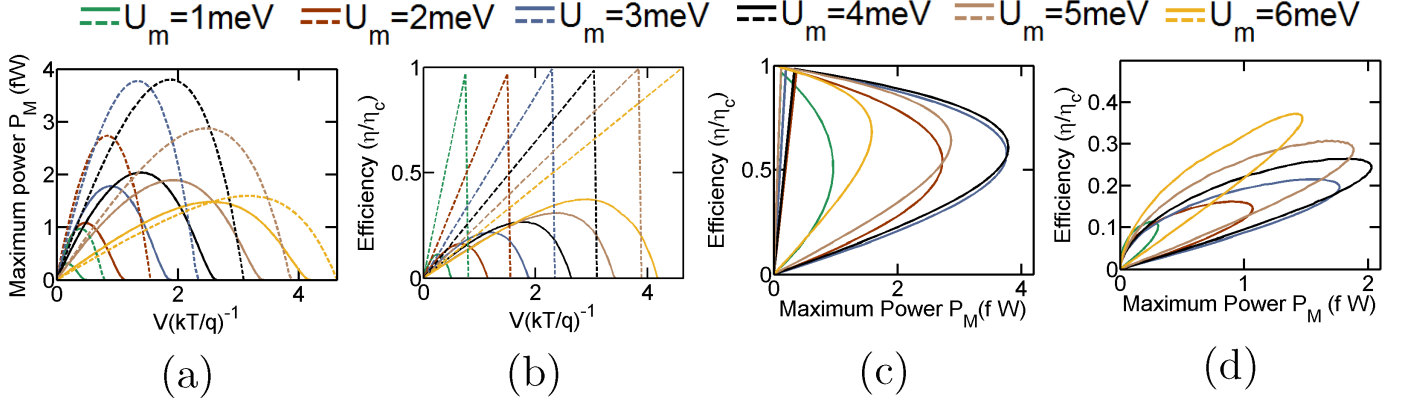 U_m=1meV U_m=2meV U_m=3meV U_m=4meV U_m=5meV U_m=6meV
Maximum power P_M (fW)
4
3
2
1
0
0 2 4
V(kT/q)^-1
(a)
Efficiency (η/η_c)
1
0.5
0
0 2 4
V(kT/q)^-1
(b)
Efficiency (η/η_c)
1
0.5
0
0 2 4
Maximum Power P_M(f W)
(c)
Efficiency (η/η_c)
0.4
0.3
0.2
0.1
0
0 1 2
Maximum Power P_M (f W)
(d)